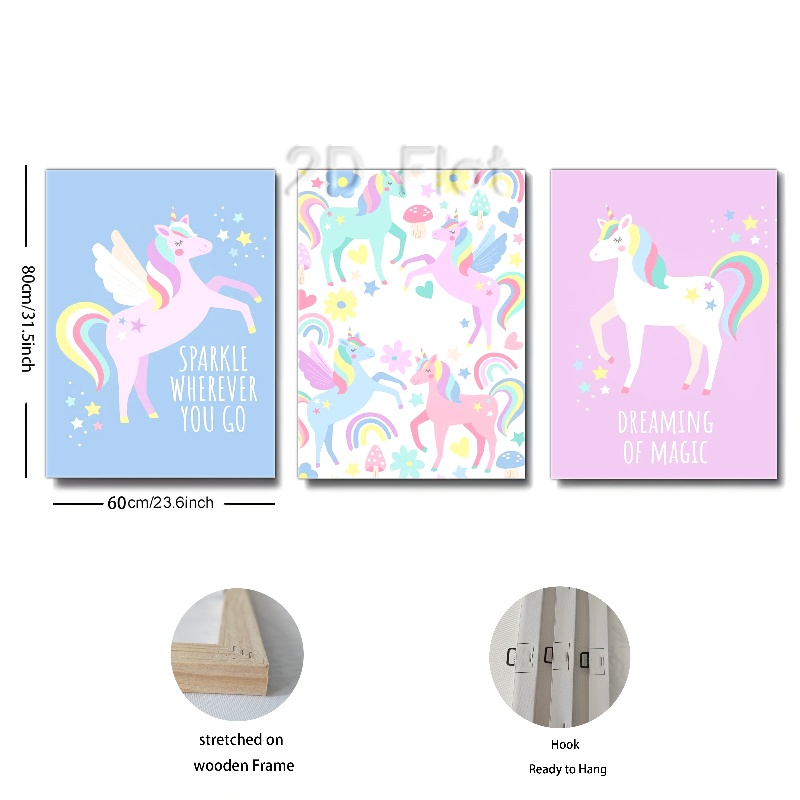 2D Flat
80cm/31.5inch
SPARKLE
WHEREVER
YOU GO
DREAMING
OF MAGIC
60cm/23.6inch
stretched on
wooden Frame
Hook
Ready to Hang